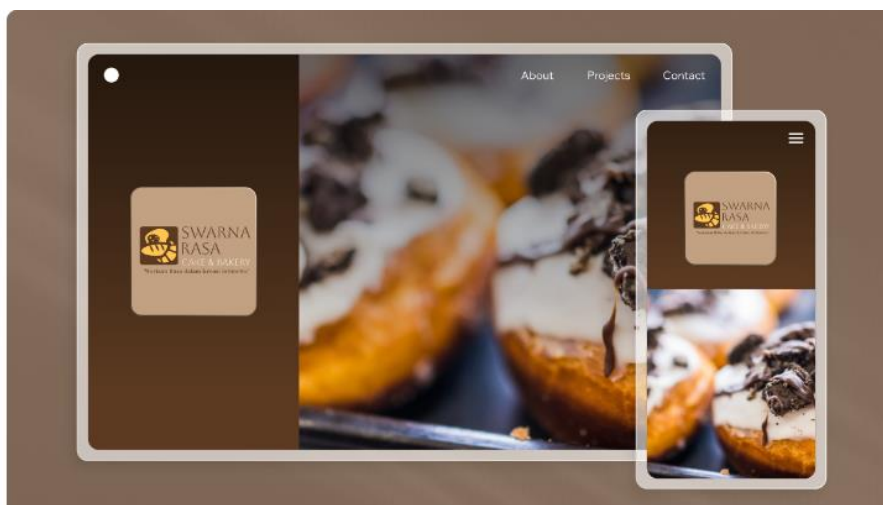 About Projects Contact
SWARNA
RASA
CAKE & BAKERY
SWARNA
RASA
CAKE & BAKERY